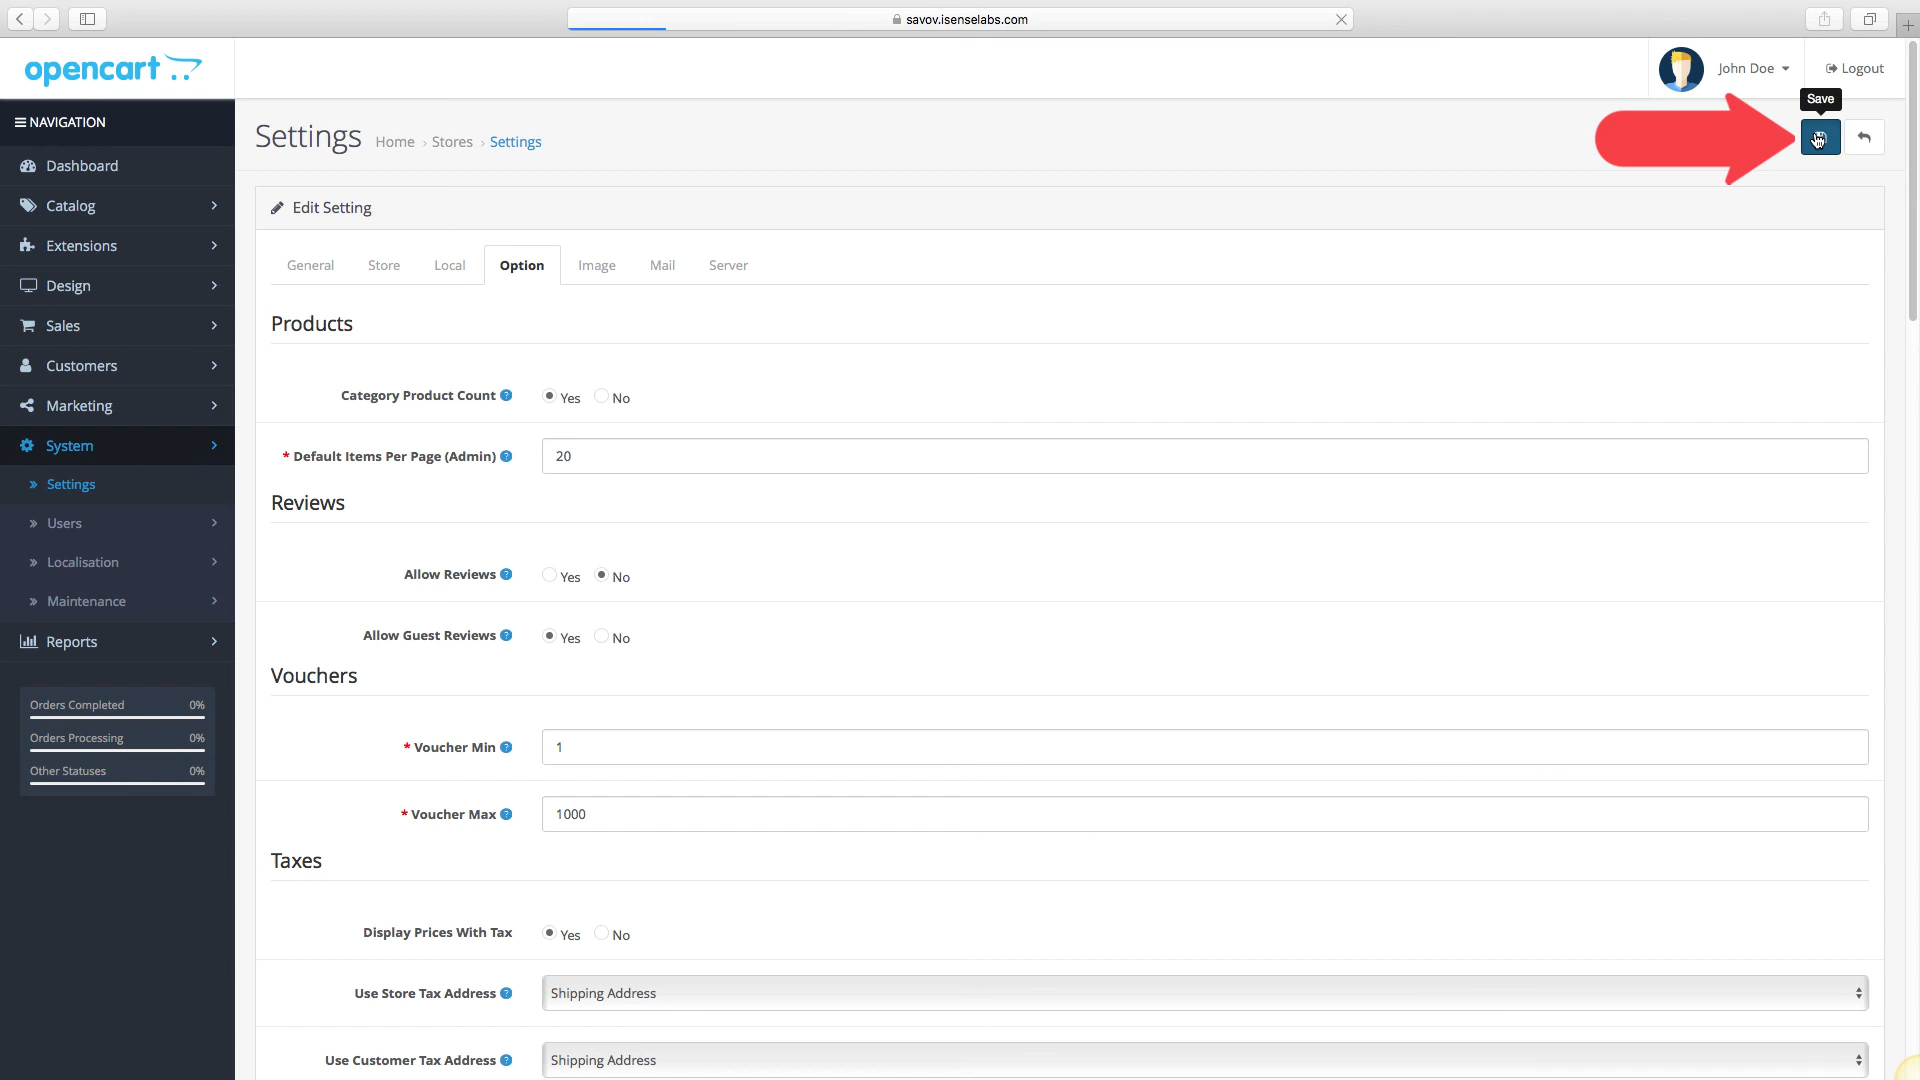 savov.isenselabs.com
opencart
John Doe
Logout
Save
NAVIGATION
Settings
Home › Stores › Settings
Dashboard
Catalog
Extensions
Design
Sales
Customers
Marketing
System
Settings
Users
Localisation
Maintenance
Reports
Orders Completed 0%
Orders Processing 0%
Other Statuses 0%
Edit Setting
General Store Local Option Image Mail Server
Products
Category Product Count ? Yes No
* Default Items Per Page (Admin) ? 20
Reviews
Allow Reviews ? Yes No
Allow Guest Reviews ? Yes No
Vouchers
* Voucher Min ? 1
* Voucher Max ? 1000
Taxes
Display Prices With Tax Yes No
Use Store Tax Address ? Shipping Address
Use Customer Tax Address ? Shipping Address